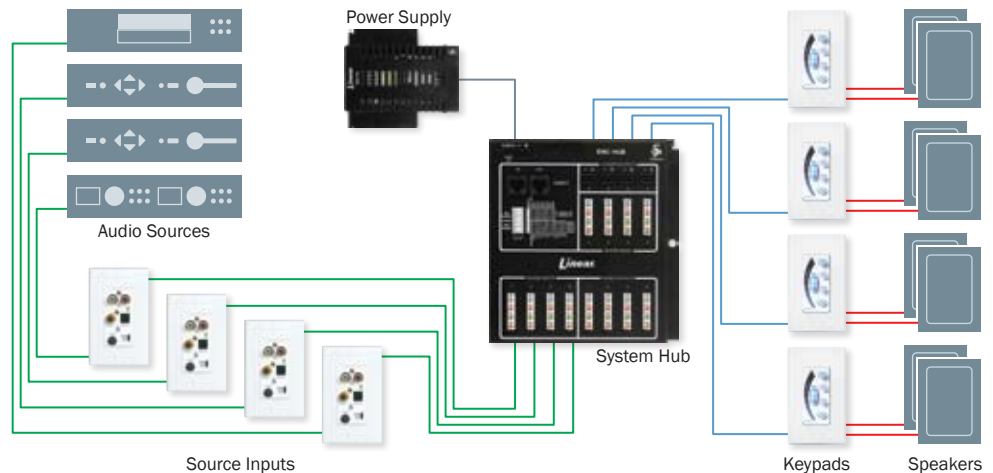 Power Supply
Audio Sources
Linear
System Hub
Source Inputs
Keypads
Speakers